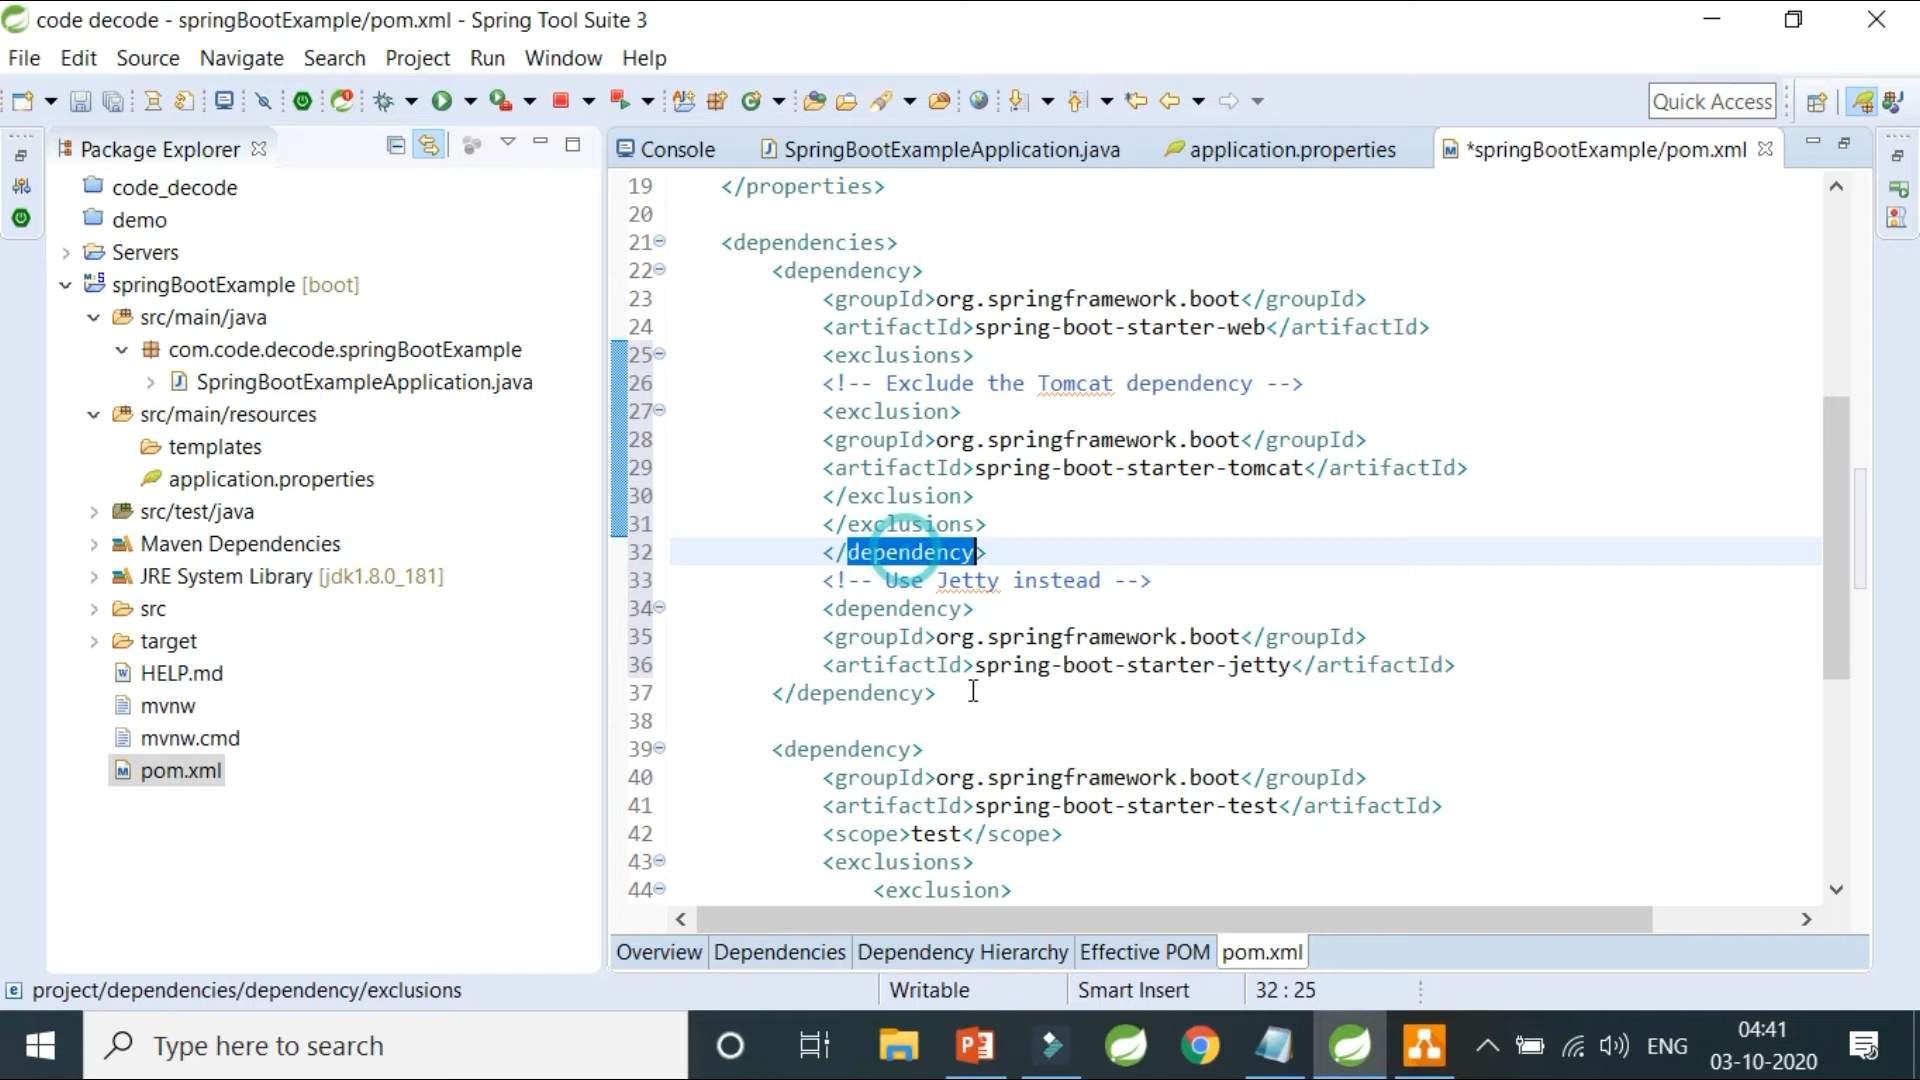 code decode - springBootExample/pom.xml - Spring Tool Suite 3
File Edit Source Navigate Search Project Run Window Help
Quick Access
Package Explorer
Console SpringBootExampleApplication.java application.properties *springBootExample/pom.xml
code_decode
demo
Servers
springBootExample [boot]
src/main/java
com.code.decode.springBootExample
SpringBootExampleApplication.java
src/main/resources
templates
application.properties
src/test/java
Maven Dependencies
JRE System Library [jdk1.8.0_181]
src
target
HELP.md
mvnw
mvnw.cmd
pom.xml
19 </properties>
20
21 <dependencies>
22 <dependency>
23 <groupId>org.springframework.boot</groupId>
24 <artifactId>spring-boot-starter-web</artifactId>
25 <exclusions>
26 <!-- Exclude the Tomcat dependency -->
27 <exclusion>
28 <groupId>org.springframework.boot</groupId>
29 <artifactId>spring-boot-starter-tomcat</artifactId>
30 </exclusion>
31 </exclusions>
32 </dependency>
33 <!-- Use Jetty instead -->
34 <dependency>
35 <groupId>org.springframework.boot</groupId>
36 <artifactId>spring-boot-starter-jetty</artifactId>
37 </dependency>
38
39 <dependency>
40 <groupId>org.springframework.boot</groupId>
41 <artifactId>spring-boot-starter-test</artifactId>
42 <scope>test</scope>
43 <exclusions>
44 <exclusion>
Overview Dependencies Dependency Hierarchy Effective POM pom.xml
project/dependencies/dependency/exclusions Writable Smart Insert 32 : 25
Type here to search
ENG
04:41
03-10-2020